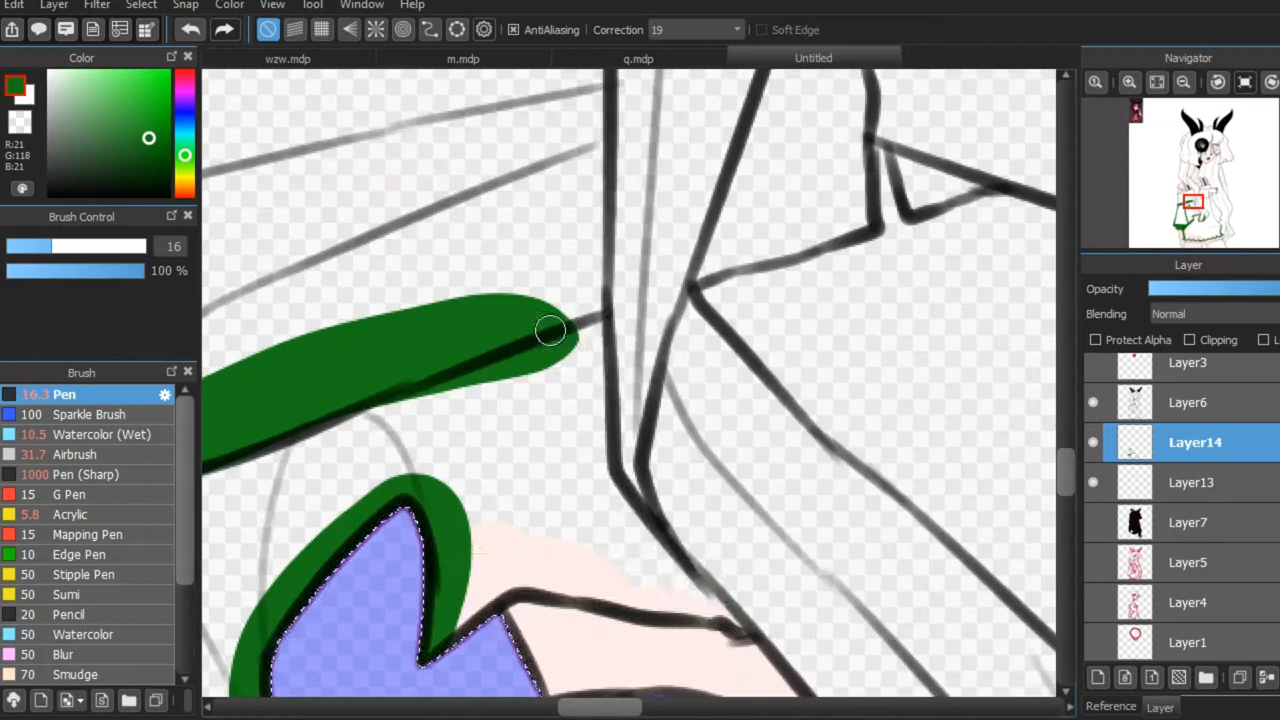 Edit Layer Filter Select Snap Color View Tool Window Help
AntiAliasing Correction 19 Soft Edge
Color
wzw.mdp m.mdp q.mdp Untitled
Navigator
R:21
G:118
B:21
Brush Control
16
100 %
Layer
Opacity
Blending Normal
Protect Alpha Clipping L
Layer3
Layer6
Layer14
Layer13
Layer7
Layer5
Layer4
Layer1
Reference Layer
Brush
16.3 Pen
100 Sparkle Brush
10.5 Watercolor (Wet)
31.7 Airbrush
1000 Pen (Sharp)
15 G Pen
5.8 Acrylic
15 Mapping Pen
10 Edge Pen
50 Stipple Pen
50 Sumi
20 Pencil
50 Watercolor
50 Blur
70 Smudge